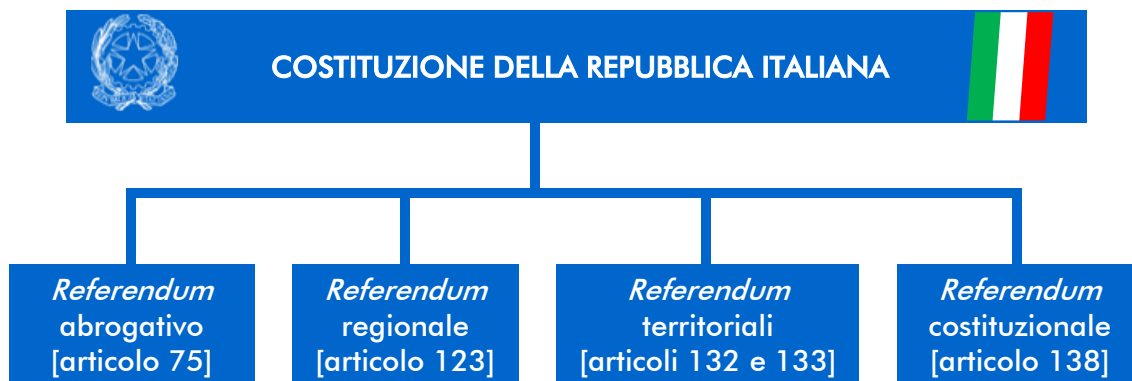 COSTITUZIONE DELLA REPUBBLICA ITALIANA
Referendum
abrogativo
[articolo 75]
Referendum
regionale
[articolo 123]
Referendum
territoriali
[articoli 132 e 133]
Referendum
costituzionale
[articolo 138]